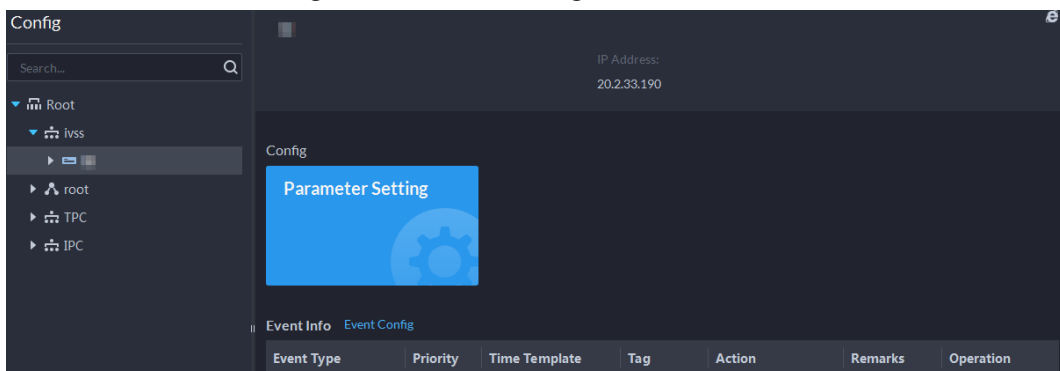 Config
Search...
Root
ivss
root
TPC
IPC
IP Address:
20.2.33.190
Config
Parameter Setting
Event Info Event Config
Event Type Priority Time Template Tag Action Remarks Operation